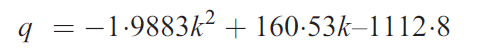 q = −1·9883k² + 160·53k–1112·8